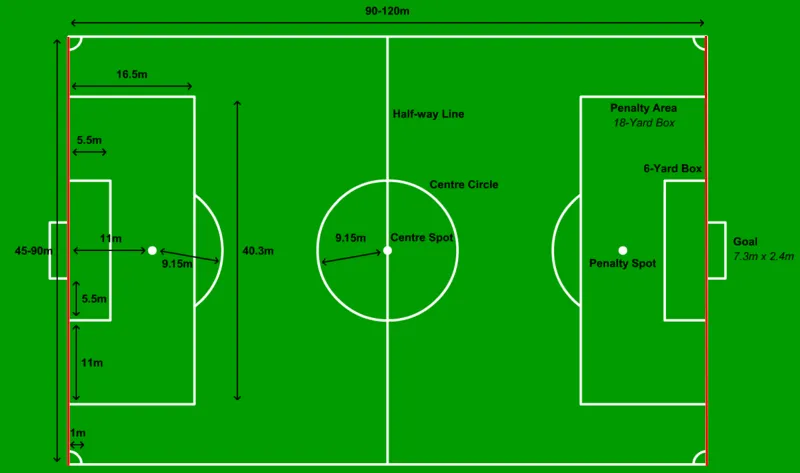 90-120m
16.5m
Penalty Area
18-Yard Box
Half-way Line
5.5m
6-Yard Box
Centre Circle
11m
9.15m
Centre Spot
Goal
7.3m x 2.4m
45-90m
40.3m
9.15m
Penalty Spot
5.5m
11m
1m